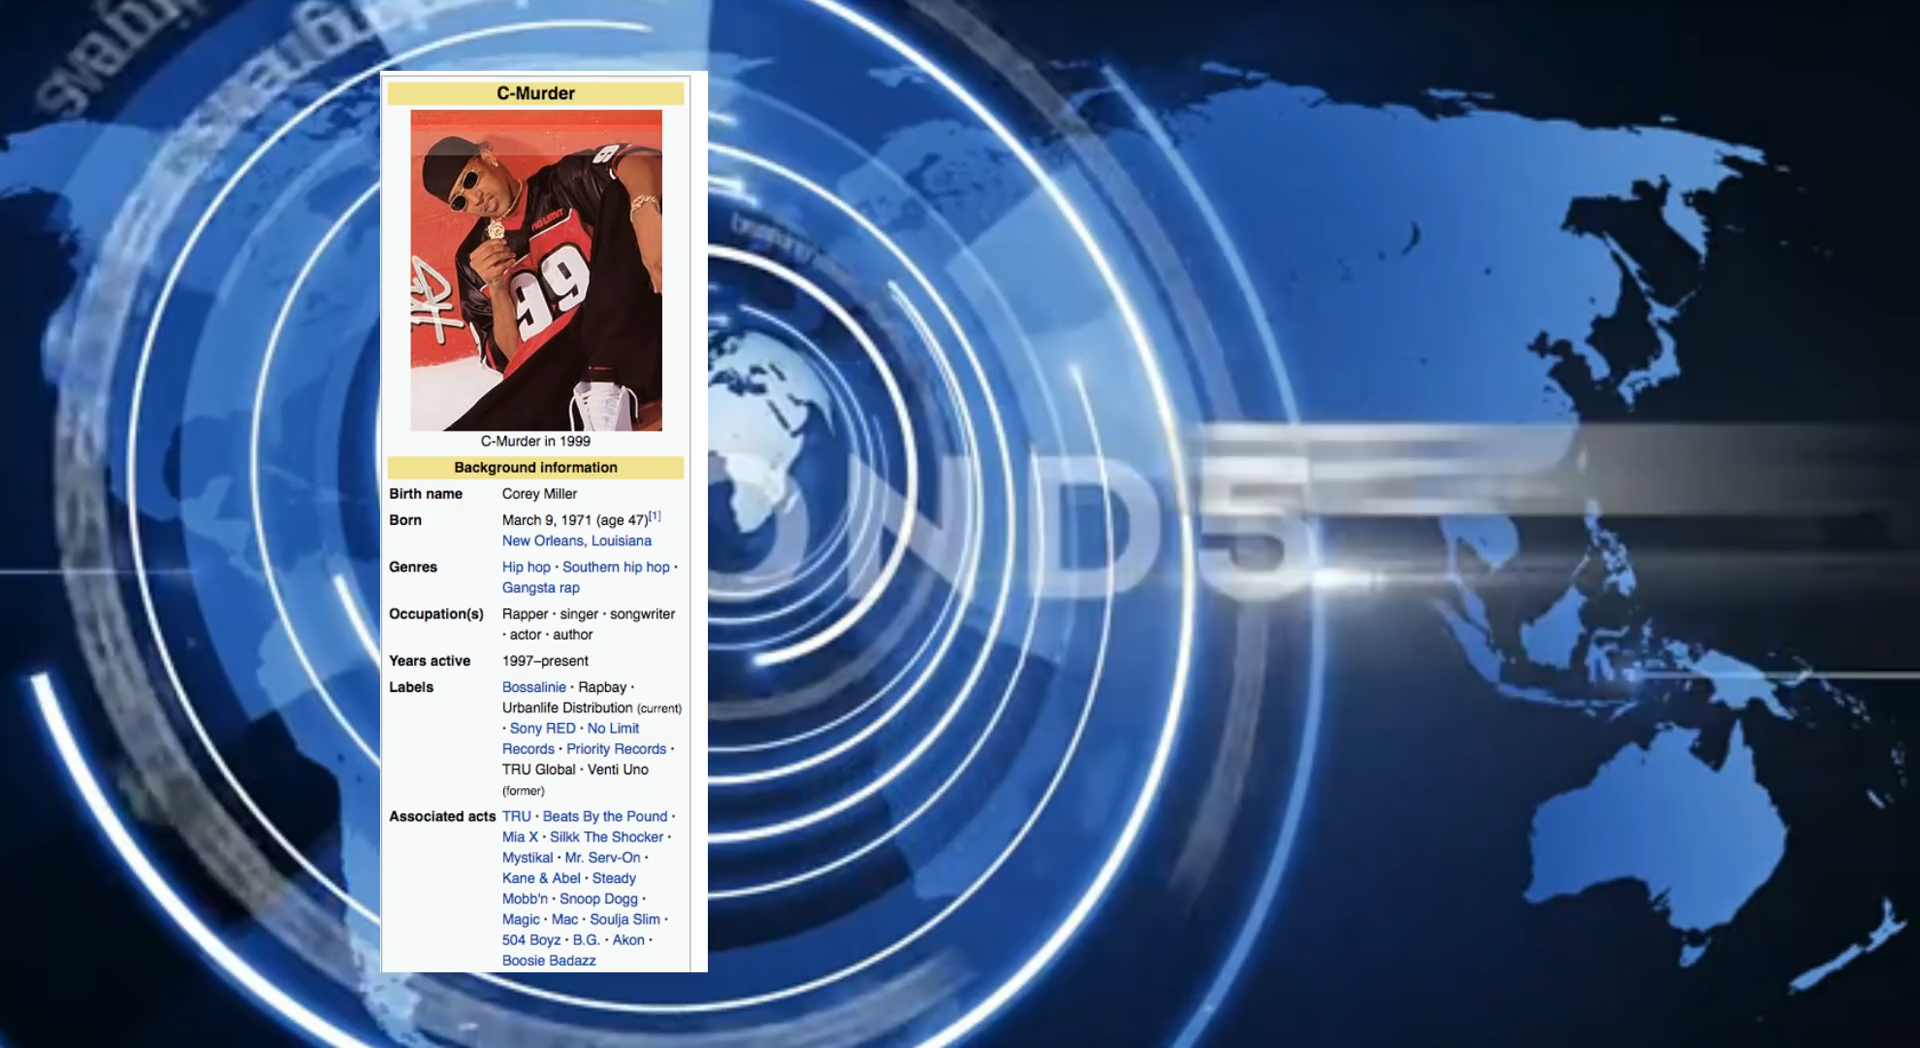 C-Murder
NO LIMIT
99
C-Murder in 1999
Background information
Birth name Corey Miller
Born March 9, 1971 (age 47)[1]
New Orleans, Louisiana
Genres Hip hop · Southern hip hop ·
Gangsta rap
Occupation(s) Rapper · singer · songwriter
· actor · author
Years active 1997–present
Labels Bossalinie · Rapbay ·
Urbanlife Distribution (current)
· Sony RED · No Limit
Records · Priority Records ·
TRU Global · Venti Uno
(former)
Associated acts TRU · Beats By the Pound ·
Mia X · Silkk The Shocker ·
Mystikal · Mr. Serv-On ·
Kane & Abel · Steady
Mobb'n · Snoop Dogg ·
Magic · Mac · Soulja Slim ·
504 Boyz · B.G. · Akon ·
Boosie Badazz
OND5